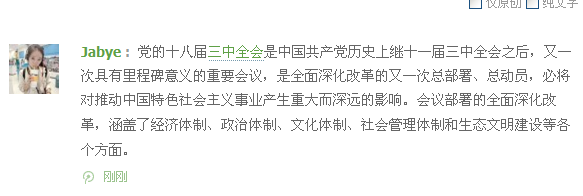 仅原创 纯文字
Jabye：党的十八届三中全会是中国共产党历史上继十一届三中全会之后，又一
次具有里程碑意义的重要会议，是全面深化改革的又一次总部署、总动员，必将
对推动中国特色社会主义事业产生重大而深远的影响。会议部署的全面深化改
革，涵盖了经济体制、政治体制、文化体制、社会管理体制和生态文明建设等各
个方面。
刚刚